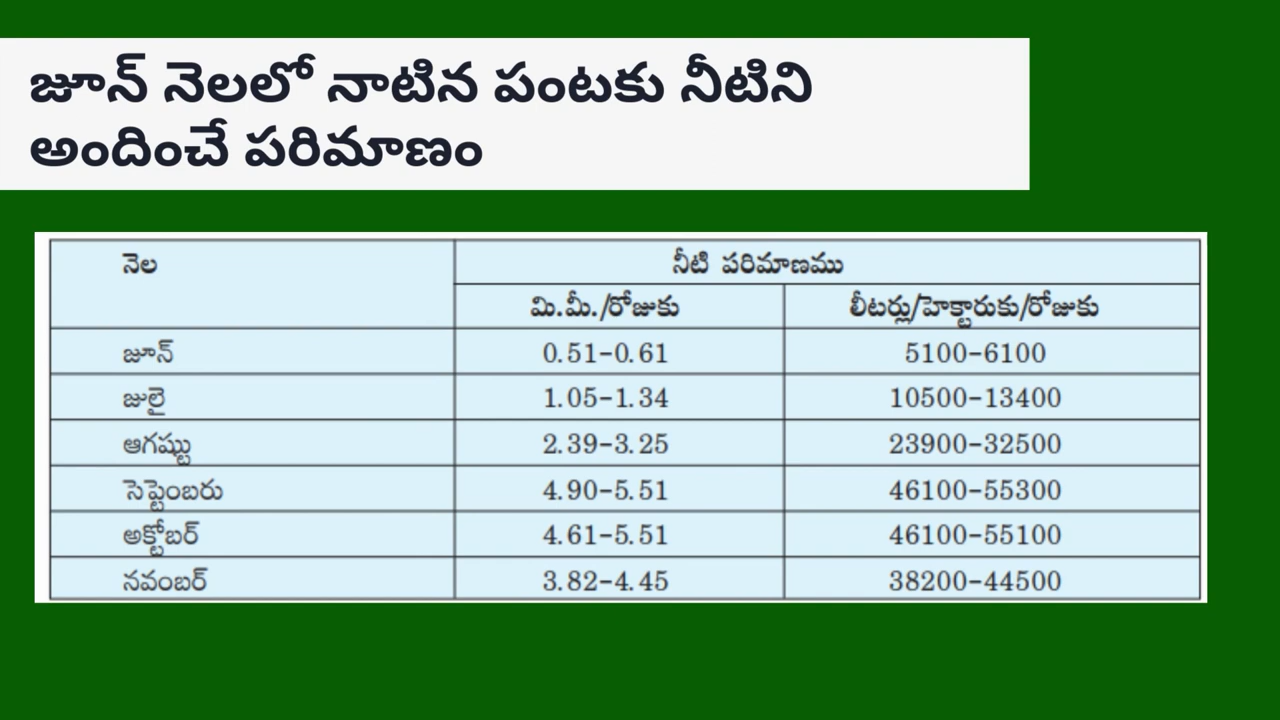 జూన్ నెలలో నాటిన పంటకు నీటిని
అందించే పరిమాణం
నెల నీటి పరిమాణము
మి.మీ./రోజుకు లీటర్లు/హెక్టారుకు/రోజుకు
జూన్ 0.51-0.61 5100-6100
జులై 1.05-1.34 10500-13400
ఆగష్టు 2.39-3.25 23900-32500
సెప్టెంబరు 4.90-5.51 46100-55300
అక్టోబర్ 4.61-5.51 46100-55100
నవంబర్ 3.82-4.45 38200-44500